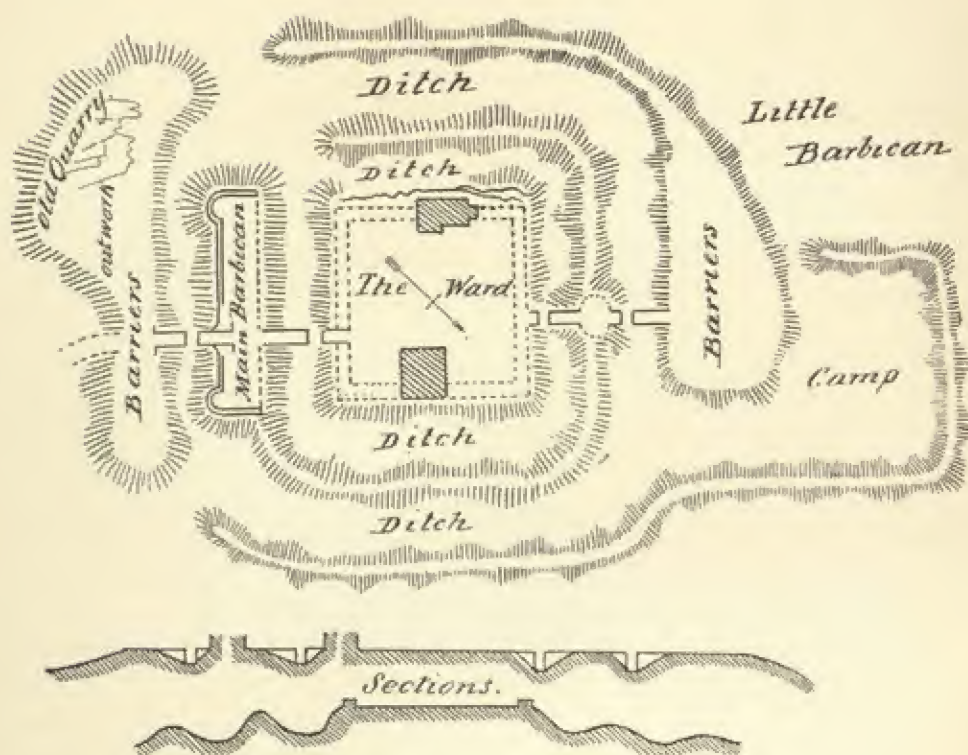 Ditch
Little
Barbican
old Quarry
Ditch
outwork
Main Barbican
The Ward
Barriers
Barriers
Camp
Ditch
Ditch
Sections.